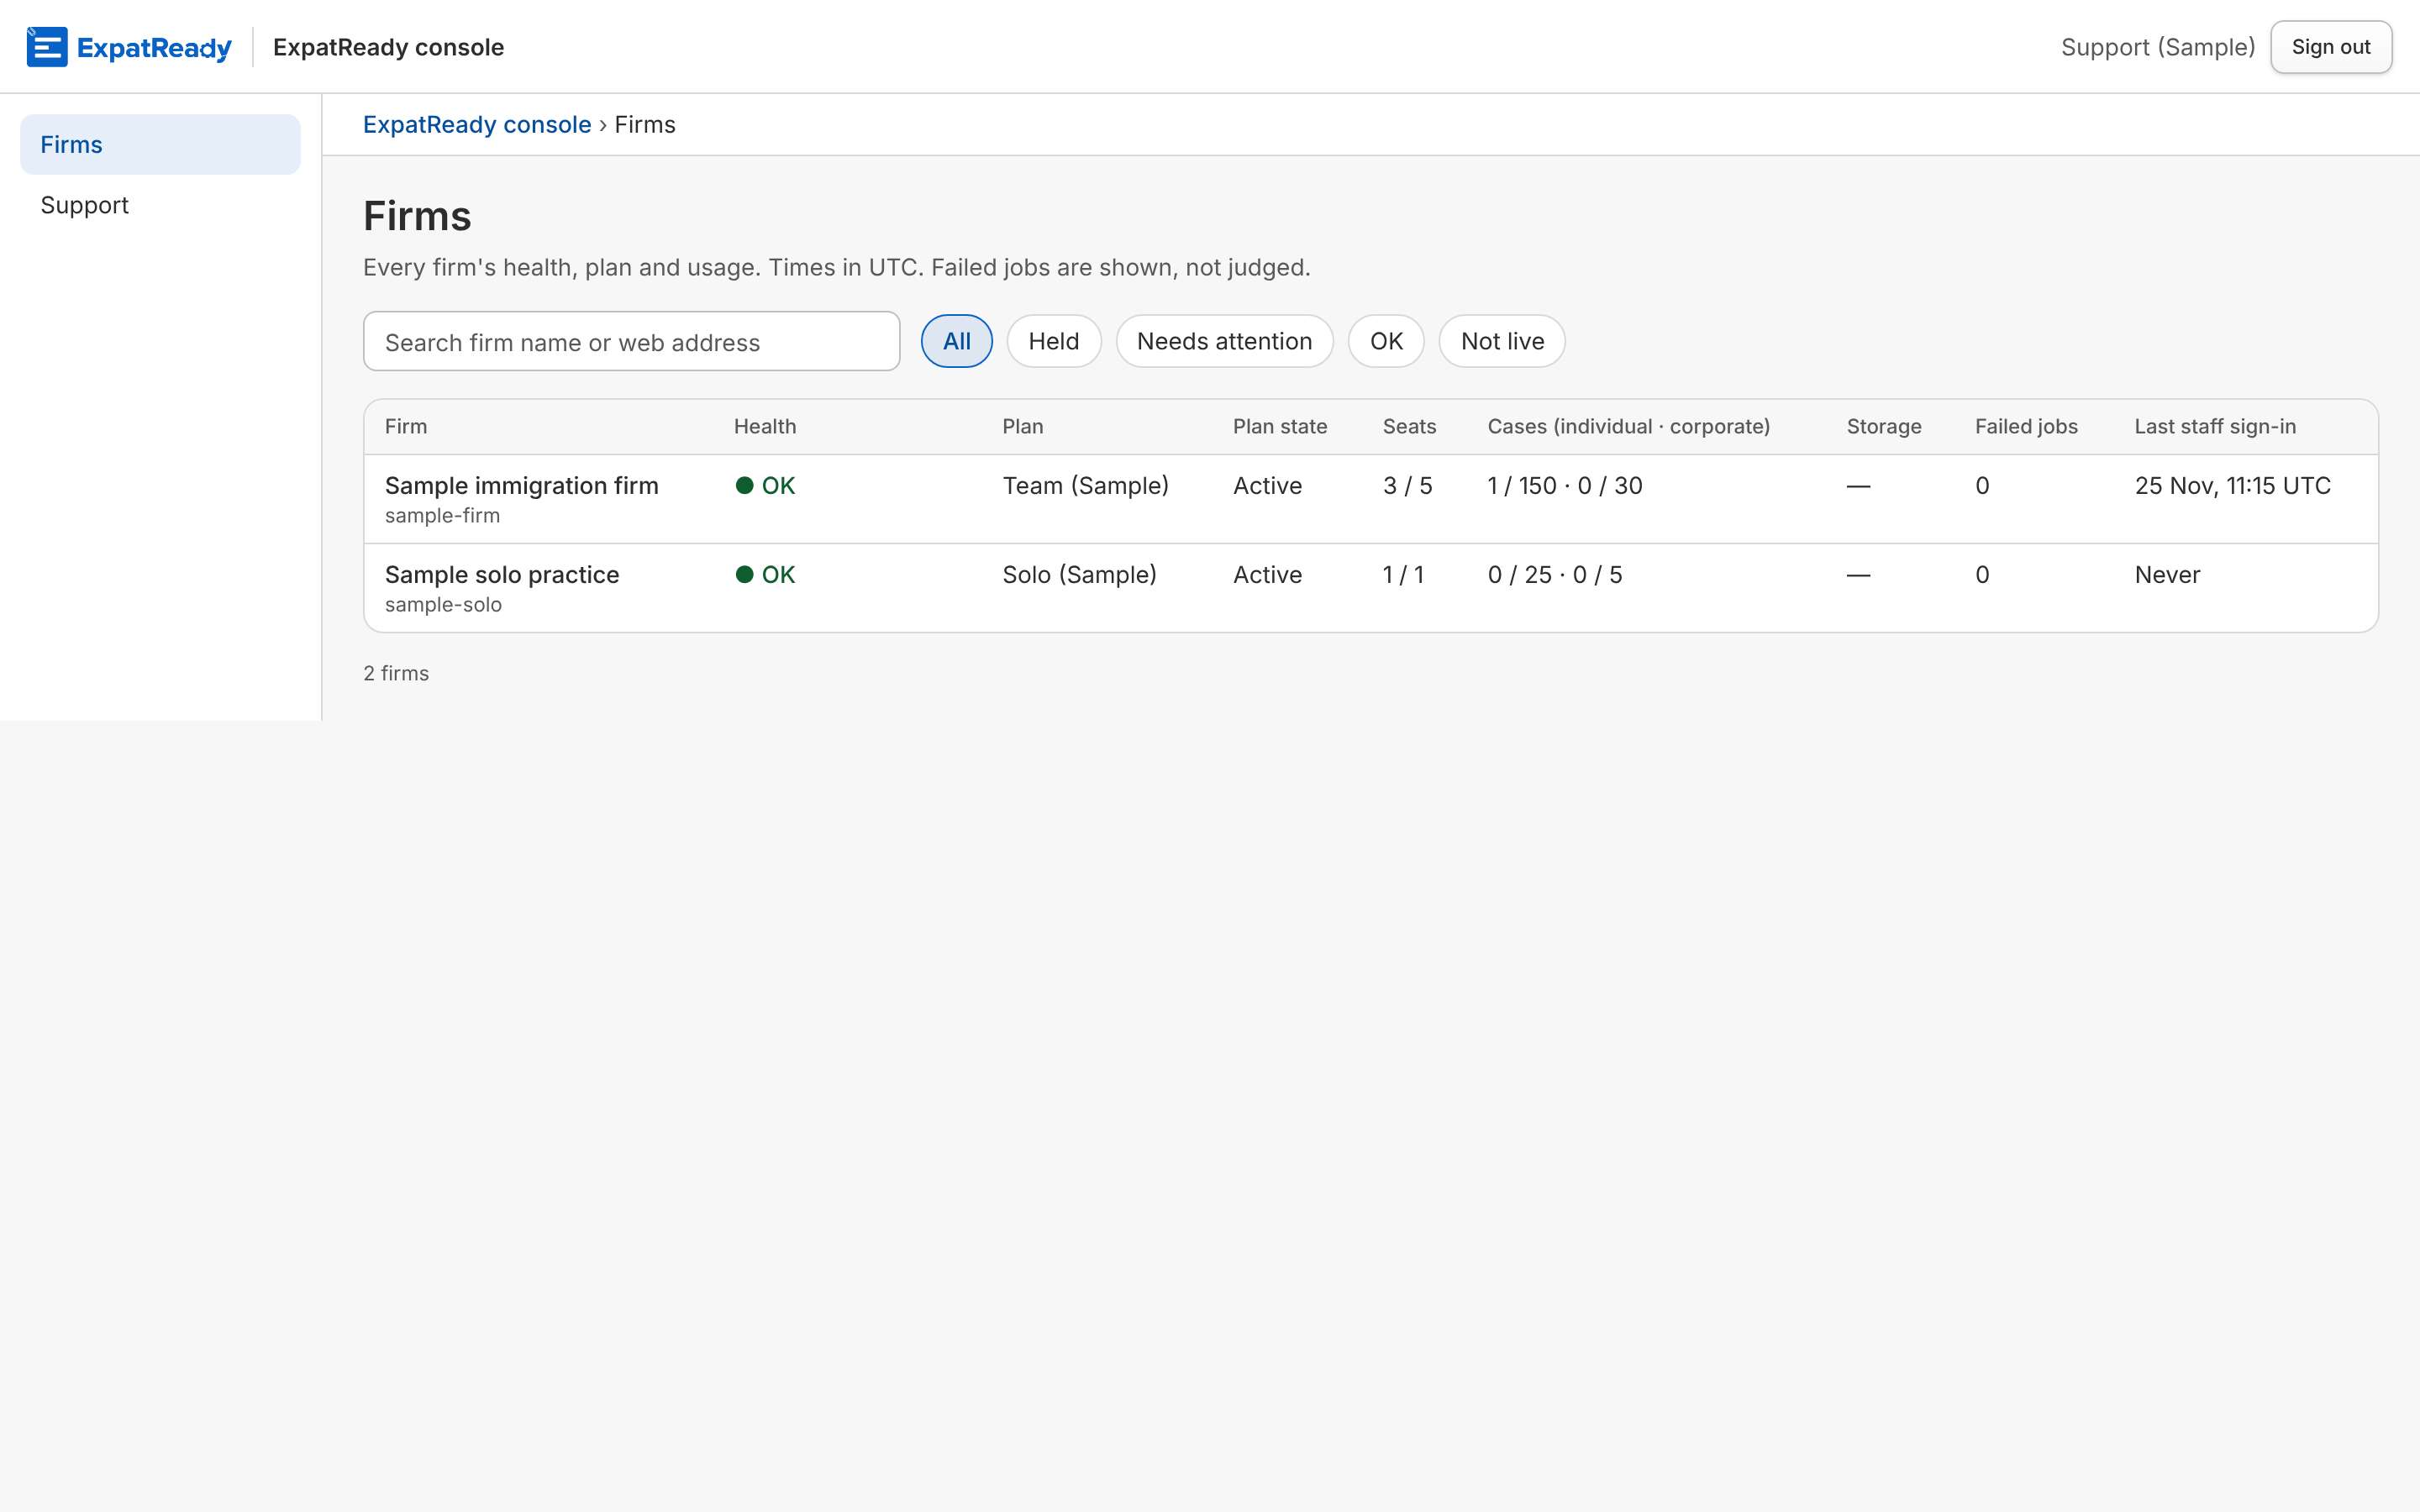 ExpatReady
ExpatReady console
Support (Sample)
Sign out
Firms
Support
ExpatReady console › Firms
Firms
Every firm's health, plan and usage. Times in UTC. Failed jobs are shown, not judged.
Search firm name or web address
All
Held
Needs attention
OK
Not live
Firm Health Plan Plan state Seats Cases (individual · corporate) Storage Failed jobs Last staff sign-in
Sample immigration firm OK Team (Sample) Active 3 / 5 1 / 150 · 0 / 30 — 0 25 Nov, 11:15 UTC
sample-firm
Sample solo practice OK Solo (Sample) Active 1 / 1 0 / 25 · 0 / 5 — 0 Never
sample-solo
2 firms